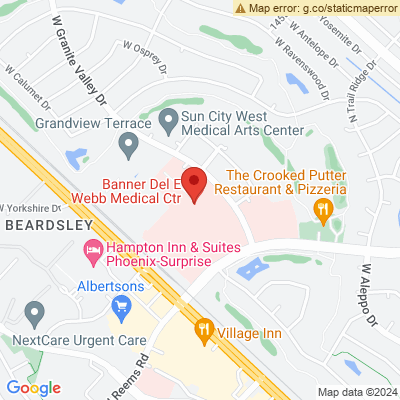 Map error: g.co/staticmaperror
W Granite Valley Dr
W Osprey Dr
145
W Antelope Dr
Yosemite Dr
W Ravenswood Dr
N Trail Ridge Dr
W Calumet Dr
Sun City West
Medical Arts Center
Grandview Terrace
Banner Del E
Webb Medical Ctr
The Crooked Putter
Restaurant & Pizzeria
W Yorkshire Dr
BEARDSLEY
Hampton Inn & Suites
Phoenix-Surprise
W Aleppo Dr
Albertsons
Village Inn
NextCare Urgent Care
Reems Rd
Google
Map data ©2024